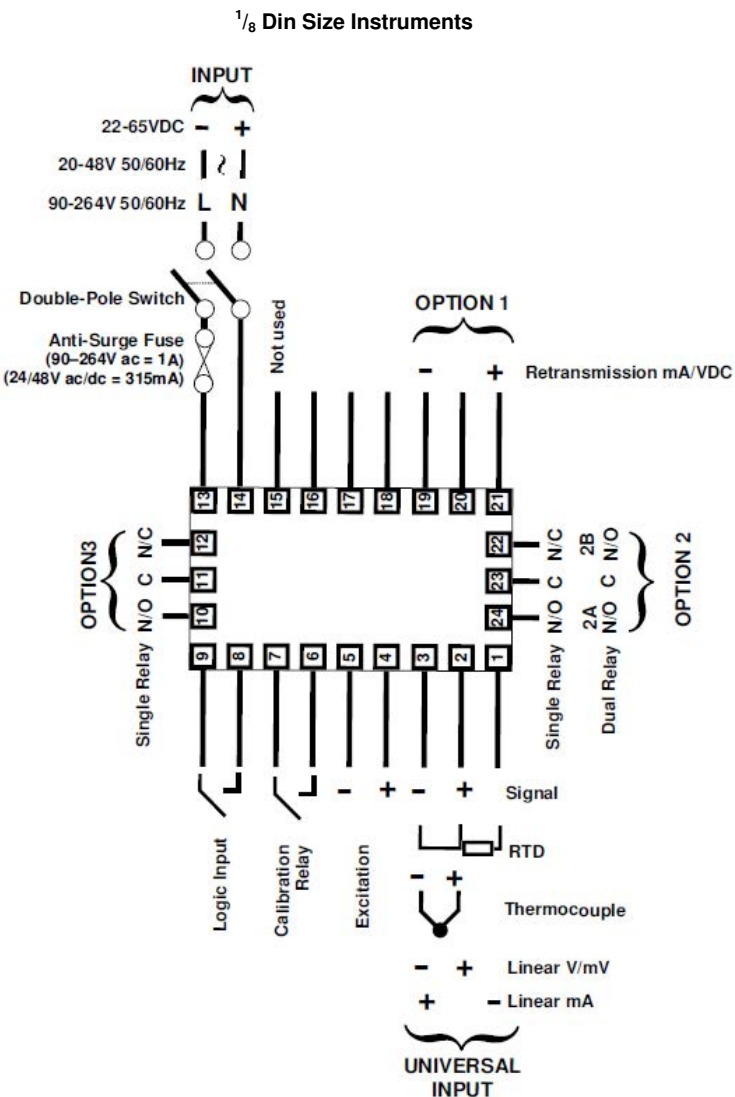 1/8 Din Size Instruments
INPUT
22-65VDC - +
20-48V 50/60Hz ~
90-264V 50/60Hz L N
Double-Pole Switch
Anti-Surge Fuse
(90–264V ac = 1A)
(24/48V ac/dc = 315mA)
Not used
OPTION 1
- +
Retransmission mA/VDC
13 14 15 16 17 18 19 20 21
OPTION3
N/C 12
C 11
N/O 10
Single Relay
22 N/C 2B N/O
23 C C
24 N/O 2A N/O
Single Relay
Dual Relay
OPTION 2
9 8 7 6 5 4 3 2 1
- + - + Signal
Logic Input
Calibration
Relay
Excitation
RTD
- +
Thermocouple
- + Linear V/mV
+ - Linear mA
UNIVERSAL
INPUT